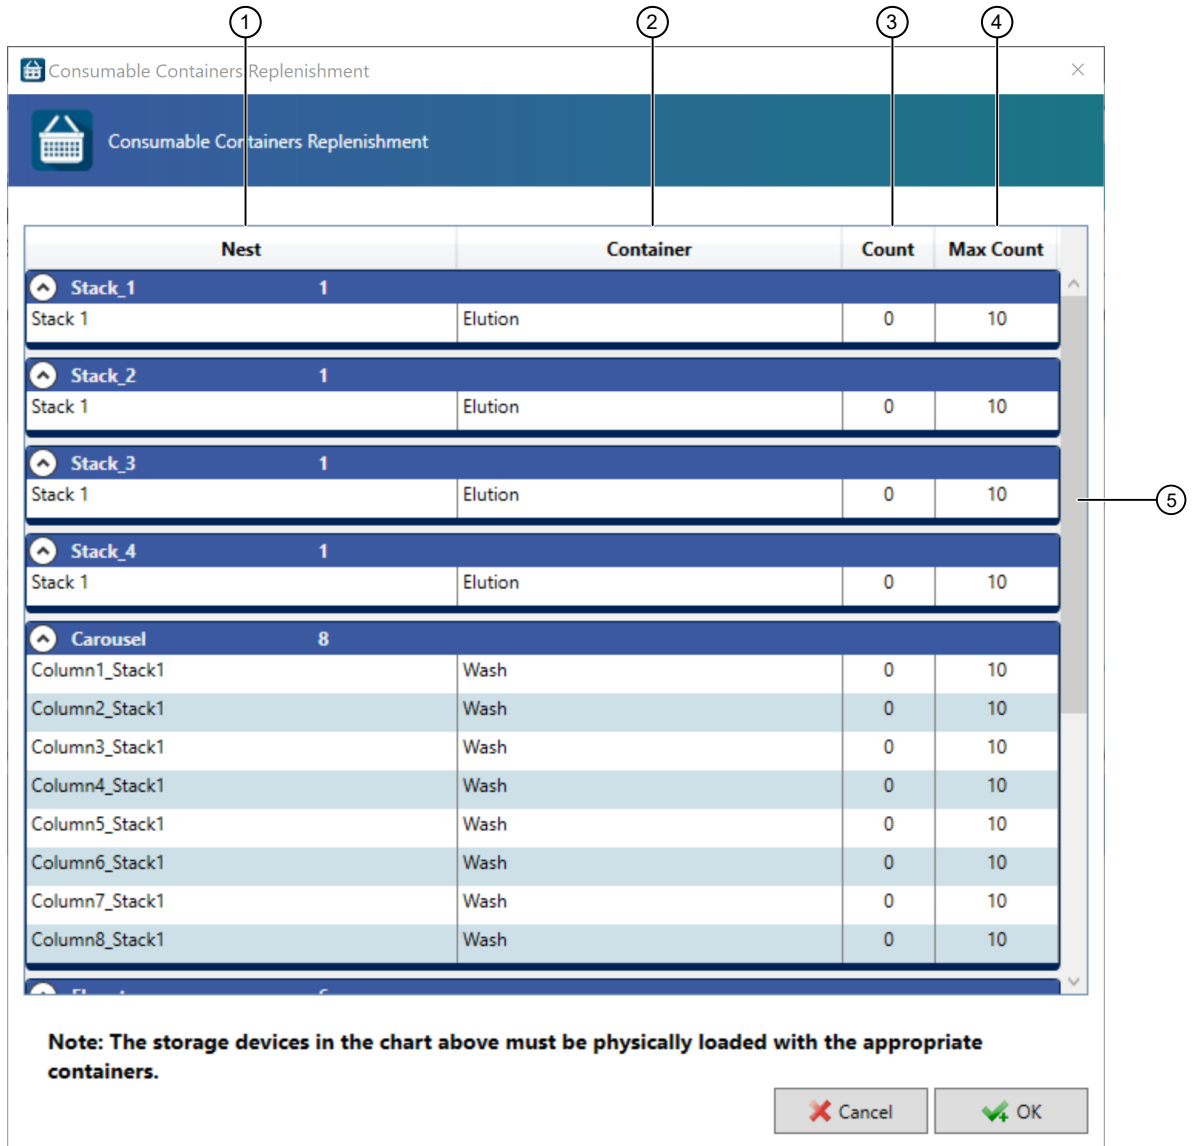 1 2 3 4
Consumable Containers Replenishment
Consumable Containers Replenishment
Nest Container Count Max Count
Stack_1 1
Stack 1 Elution 0 10
Stack_2 1
Stack 1 Elution 0 10
Stack_3 1
Stack 1 Elution 0 10
5
Stack_4 1
Stack 1 Elution 0 10
Carousel 8
Column1_Stack1 Wash 0 10
Column2_Stack1 Wash 0 10
Column3_Stack1 Wash 0 10
Column4_Stack1 Wash 0 10
Column5_Stack1 Wash 0 10
Column6_Stack1 Wash 0 10
Column7_Stack1 Wash 0 10
Column8_Stack1 Wash 0 10
Note: The storage devices in the chart above must be physically loaded with the appropriate
containers.
Cancel OK